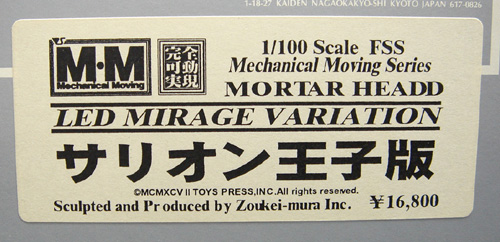 1-18-27 KAIDEN NAGAOKAKYO-SHI KYOTO JAPAN 617-0826
M·M
Mechanical Moving
完全可動実現
1/100 Scale FSS
Mechanical Moving Series
MORTAR HEADD
LED MIRAGE VARIATION
サリオン王子版
©MCMXCVII TOYS PRESS,INC.All rights reserved.
Sculpted and Produced by Zoukei-mura Inc. ¥16,800